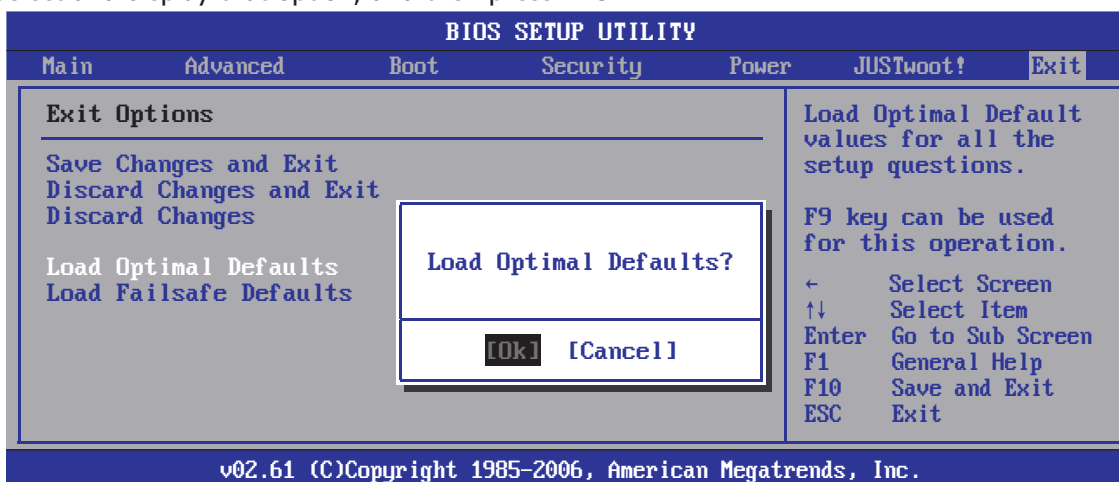 BIOS SETUP UTILITY
Main Advanced Boot Security Power JUSTwoot! Exit
Exit Options
Save Changes and Exit
Discard Changes and Exit
Discard Changes
Load Optimal Defaults
Load Failsafe Defaults
Load Optimal Defaults?
[Ok] [Cancel]
Load Optimal Default
values for all the
setup questions.
F9 key can be used
for this operation.
← Select Screen
↑↓ Select Item
Enter Go to Sub Screen
F1 General Help
F10 Save and Exit
ESC Exit
v02.61 (C)Copyright 1985-2006, American Megatrends, Inc.